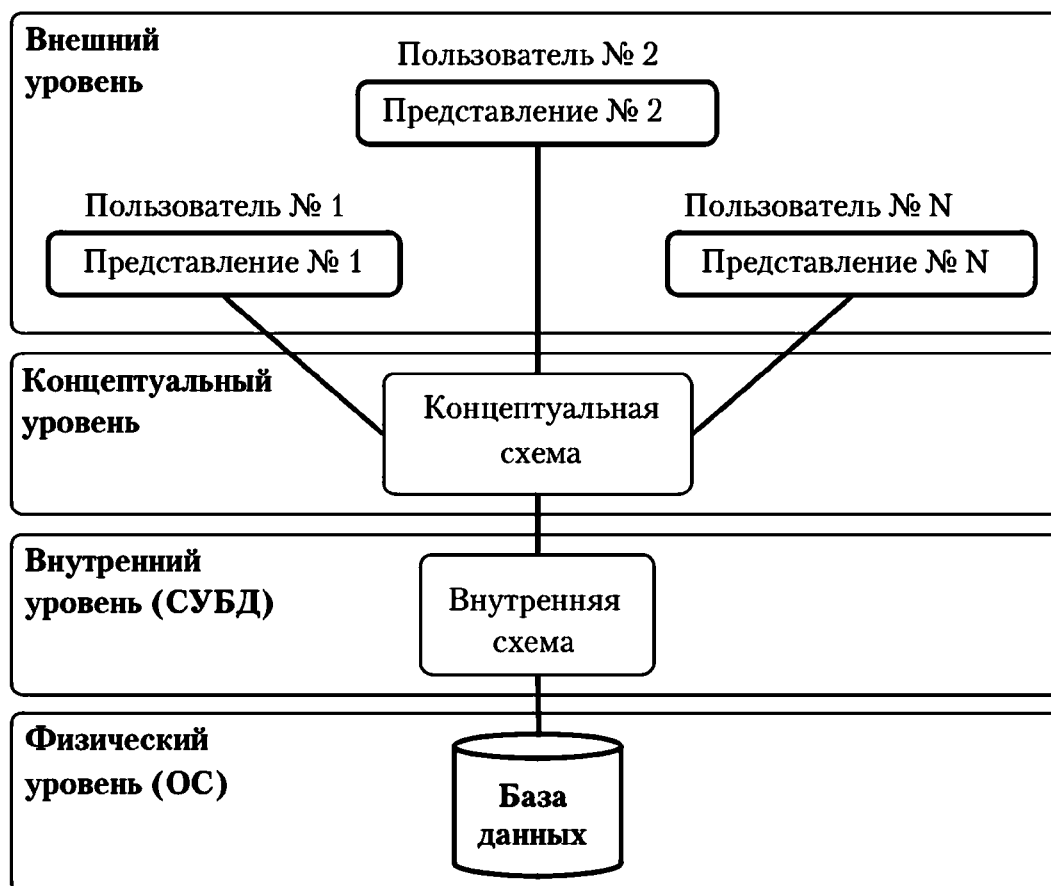 Внешний
уровень
Пользователь № 2
Представление № 2
Пользователь № 1
Представление № 1
Пользователь № N
Представление № N
Концептуальный
уровень
Концептуальная
схема
Внутренний
уровень (СУБД)
Внутренняя
схема
Физический
уровень (ОС)
База
данных